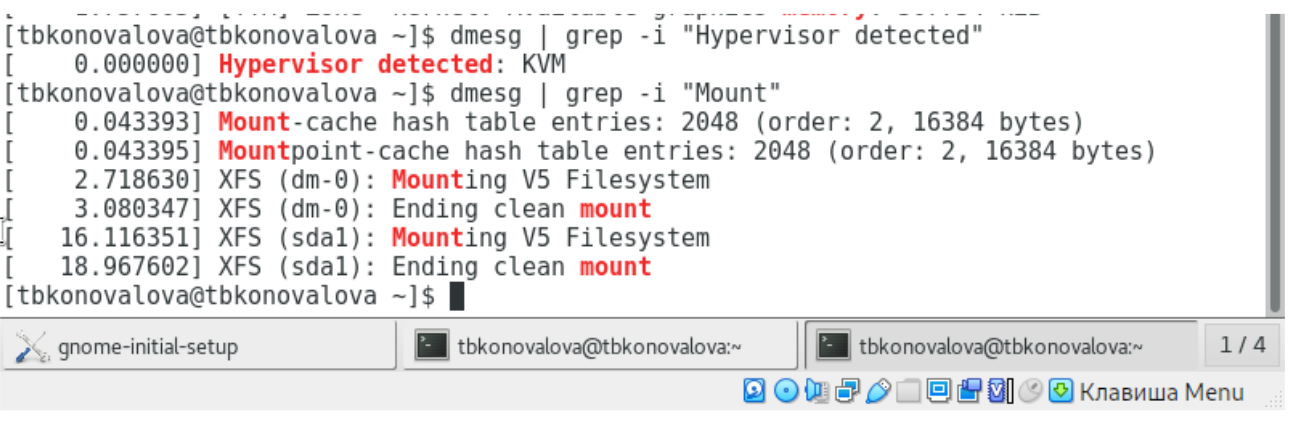 [tbkonovalova@tbkonovalova ~]$ dmesg | grep -i "Hypervisor detected"
[    0.000000] Hypervisor detected: KVM
[tbkonovalova@tbkonovalova ~]$ dmesg | grep -i "Mount"
[    0.043393] Mount-cache hash table entries: 2048 (order: 2, 16384 bytes)
[    0.043395] Mountpoint-cache hash table entries: 2048 (order: 2, 16384 bytes)
[    2.718630] XFS (dm-0): Mounting V5 Filesystem
[    3.080347] XFS (dm-0): Ending clean mount
[   16.116351] XFS (sda1): Mounting V5 Filesystem
[   18.967602] XFS (sda1): Ending clean mount
[tbkonovalova@tbkonovalova ~]$
gnome-initial-setup tbkonovalova@tbkonovalova:~ tbkonovalova@tbkonovalova:~ 1 / 4
Клавиша Menu